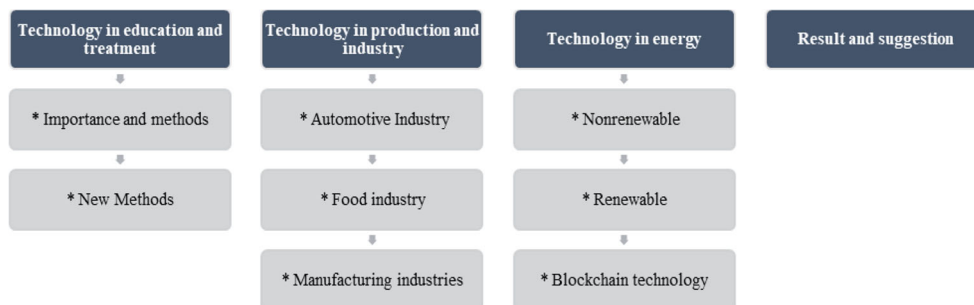 Technology in education and
treatment
* Importance and methods
* New Methods
Technology in production and
industry
* Automotive Industry
* Food industry
* Manufacturing industries
Technology in energy
* Nonrenewable
* Renewable
* Blockchain technology
Result and suggestion